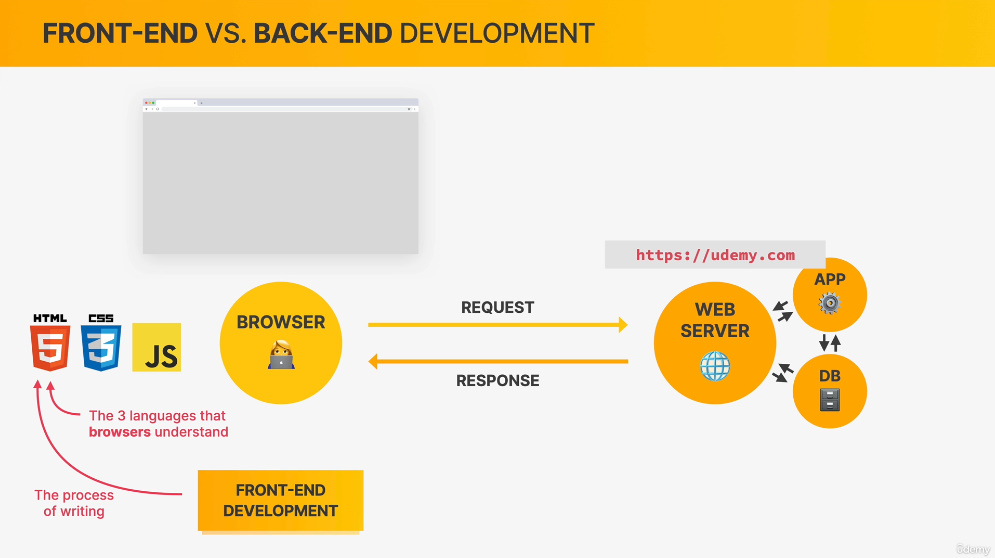 FRONT-END VS. BACK-END DEVELOPMENT
https://udemy.com
APP
HTML
CSS
5
3
JS
BROWSER
REQUEST
RESPONSE
WEB
SERVER
DB
The 3 languages that
browsers understand
The process
of writing
FRONT-END
DEVELOPMENT